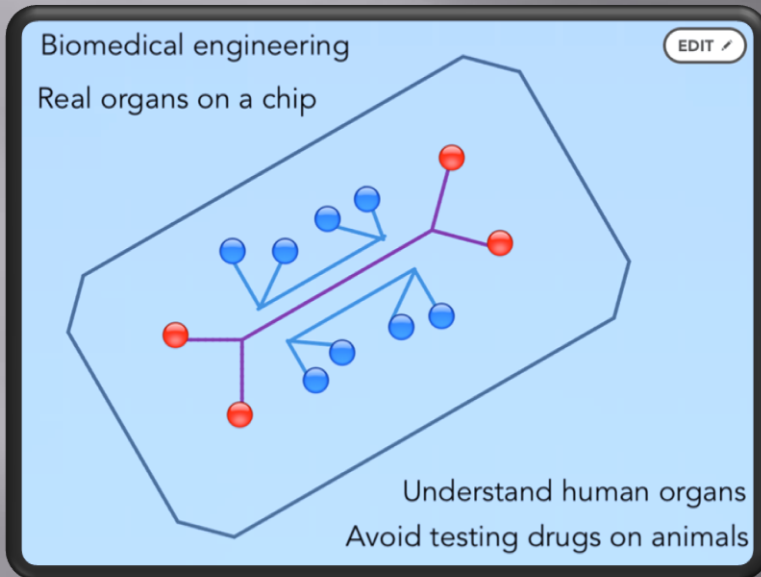 Biomedical engineering
EDIT
Real organs on a chip
Understand human organs
Avoid testing drugs on animals